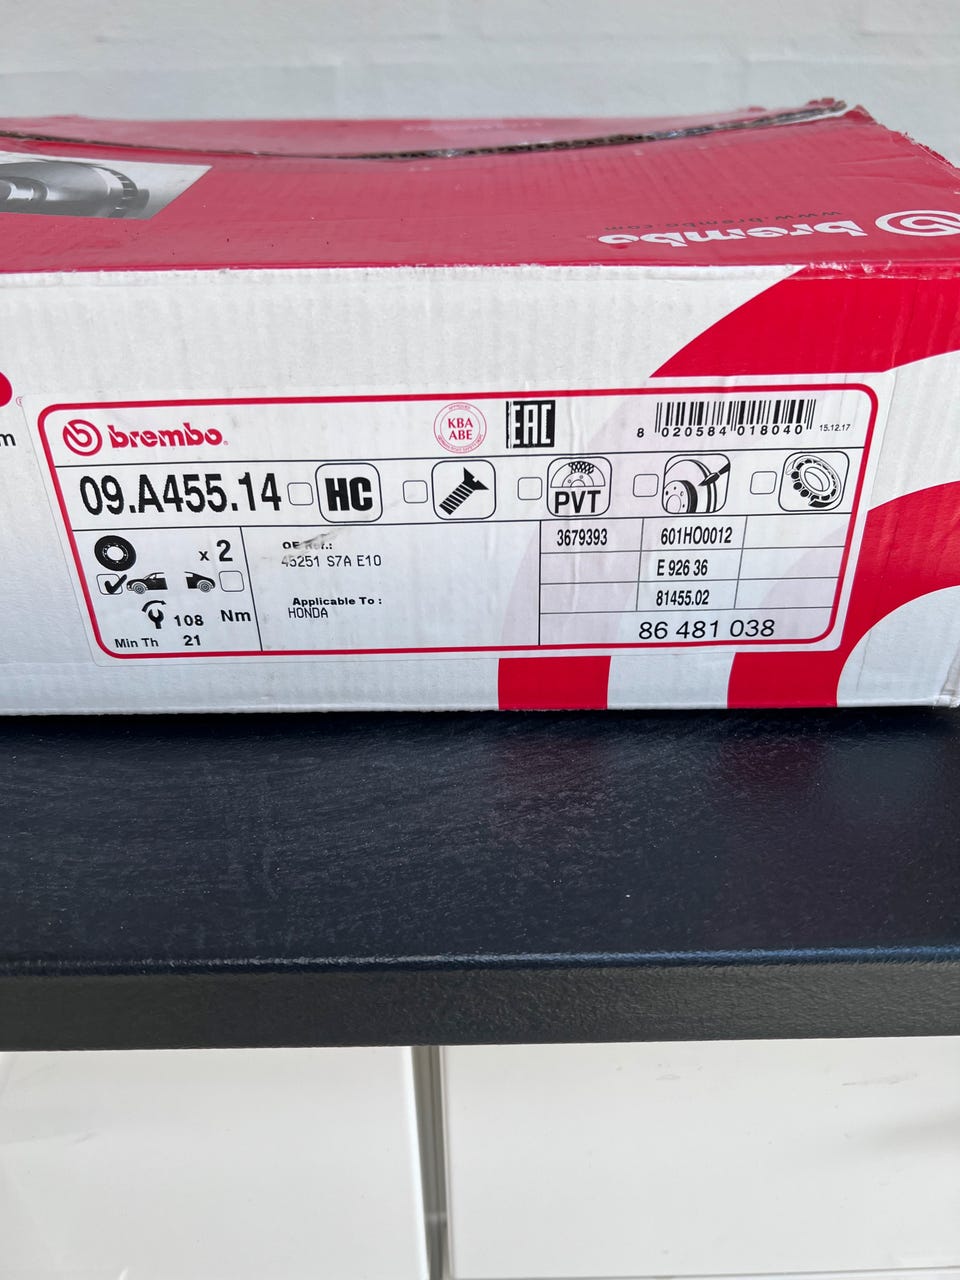 www.brembo.com
brembo
m
brembo
KBA
ABE
EAC
8 020584 018040
15.12.17
09.A455.14
HC
PVT
x 2
OE Ref.:
45251 S7A E10
3679393
601HO0012
E 926 36
Applicable To :
HONDA
81455.02
108 Nm
Min Th 21
86 481 038